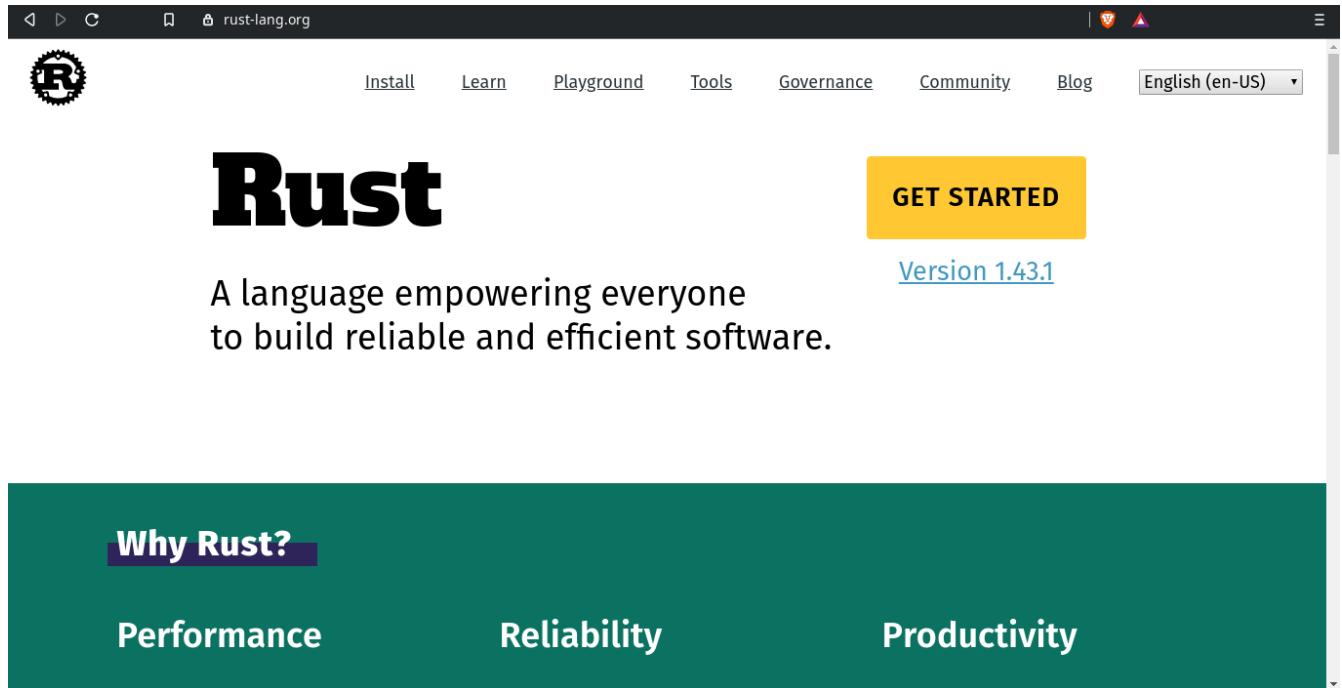 rust-lang.org
R
Install Learn Playground Tools Governance Community Blog English (en-US)
Rust
GET STARTED
Version 1.43.1
A language empowering everyone
to build reliable and efficient software.
Why Rust?
Performance Reliability Productivity